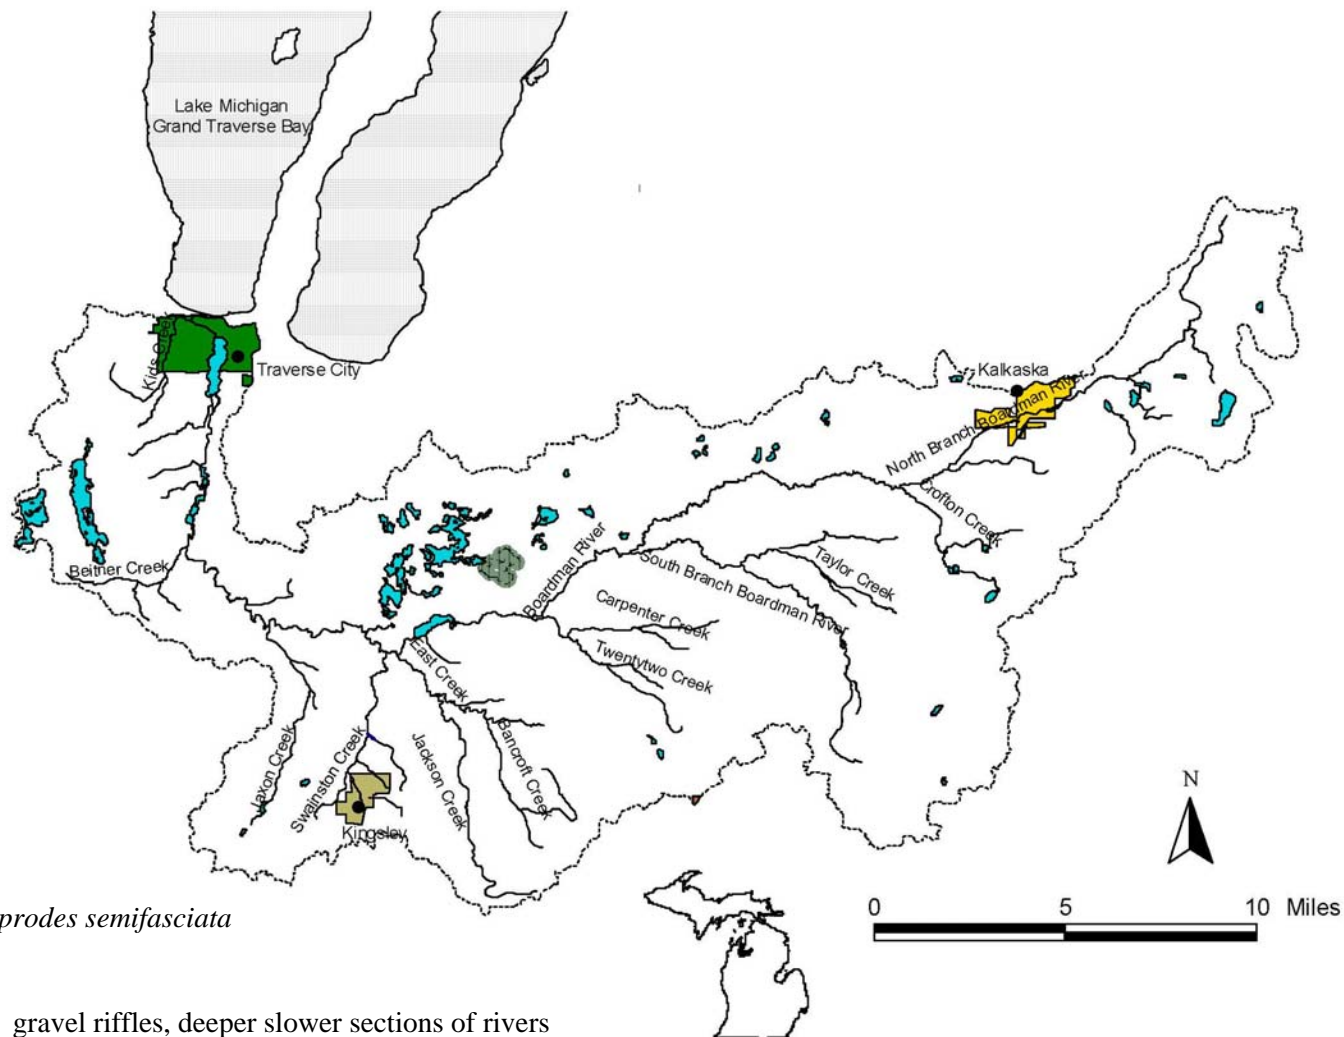 Lake Michigan
Grand Traverse Bay
Traverse City
Kalkaska
North Branch Boardman River
Crofton Creek
Taylor Creek
South Branch Boardman River
Boardman River
Carpenter Creek
Twentytwo Creek
Beitner Creek
East Creek
Bancroft Creek
Jackson Creek
Swainston Creek
Jaxon Creek
Kingsley
N
0 5 10 Miles
prodes semifasciata
gravel riffles, deeper slower sections of rivers